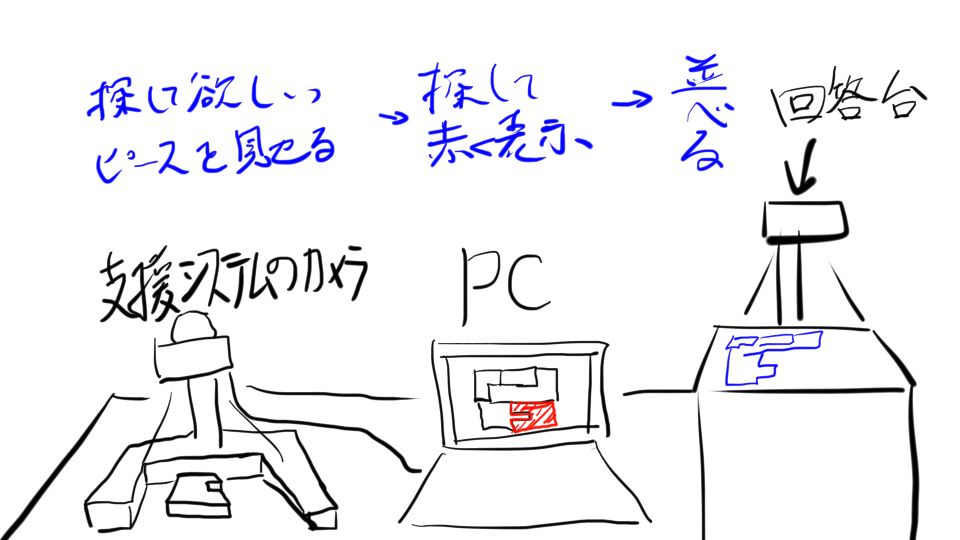 探して欲しいっ
ピースを見せる
→
探して
赤く表示、
→
並べる
回答台
支援システムのカメラ
PC